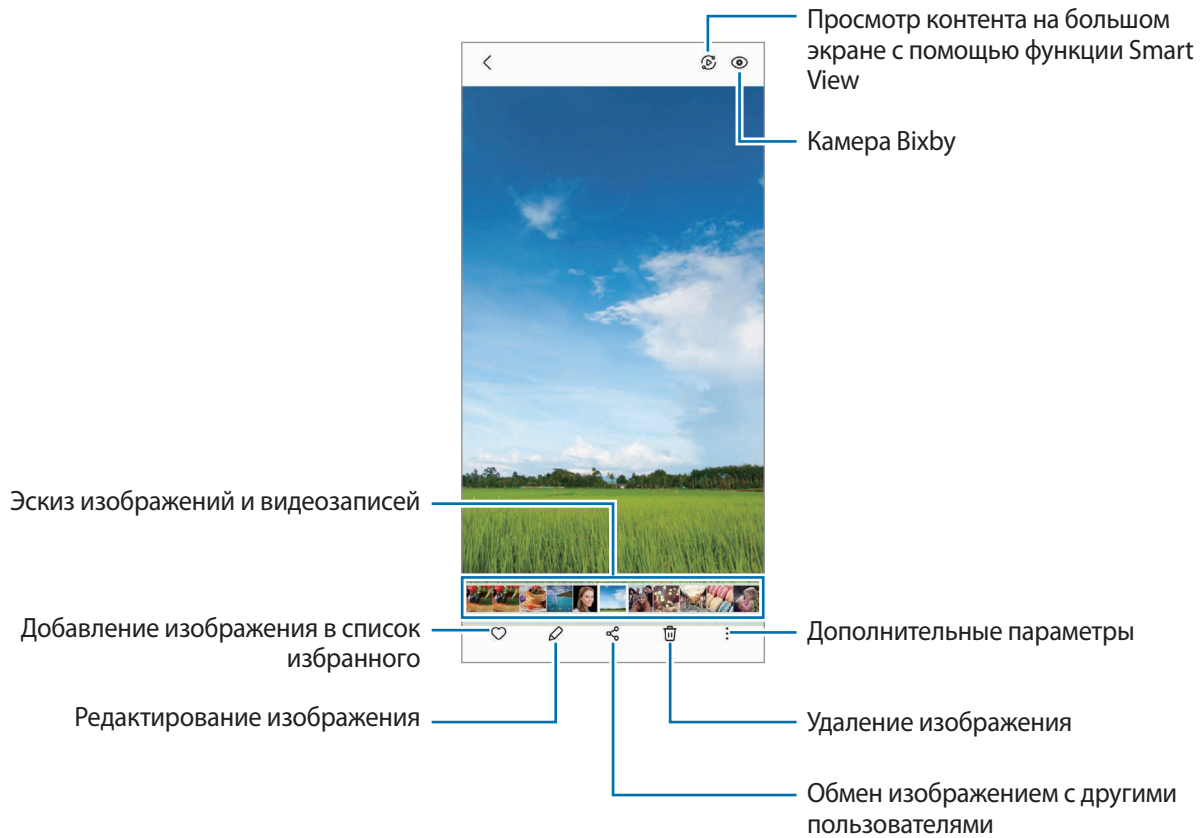 Просмотр контента на большом
экране с помощью функции Smart
View
Камера Bixby
Эскиз изображений и видеозаписей
Добавление изображения в список
избранного
Дополнительные параметры
Редактирование изображения
Удаление изображения
Обмен изображением с другими
пользователями